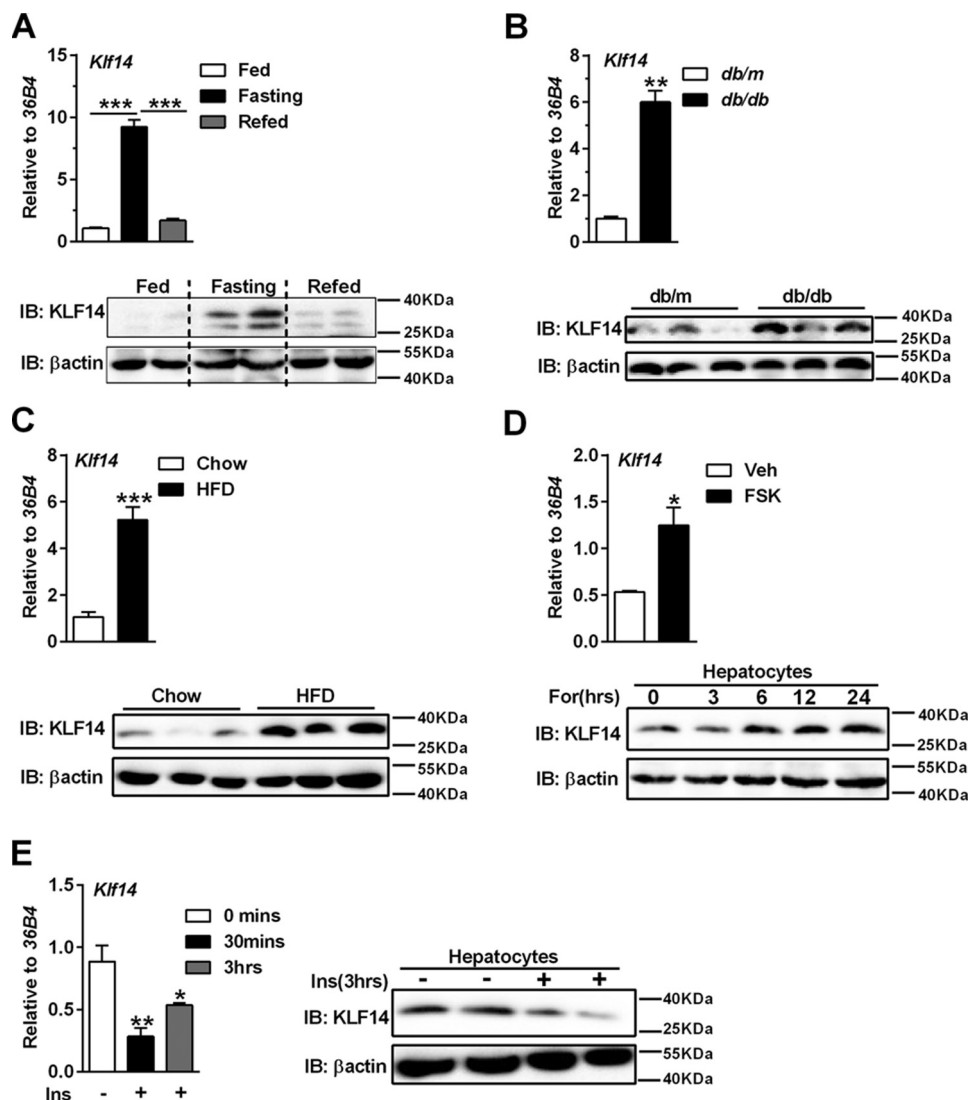 A
Klf14
Relative to 36B4
15
10
5
0
*** ***
Fed
Fasting
Refed
Fed Fasting Refed
IB: KLF14
40KDa
25KDa
IB: βactin
55KDa
40KDa
B
Klf14
Relative to 36B4
8
6
4
2
0
**
db/m
db/db
db/m db/db
IB: KLF14
40KDa
25KDa
IB: βactin
55KDa
40KDa
C
Klf14
Relative to 36B4
8
6
4
2
0
***
Chow
HFD
Chow HFD
IB: KLF14
40KDa
25KDa
IB: βactin
55KDa
40KDa
D
Klf14
Relative to 36B4
2.0
1.5
1.0
0.5
0.0
*
Veh
FSK
Hepatocytes
For(hrs) 0 3 6 12 24
IB: KLF14
40KDa
25KDa
IB: βactin
55KDa
40KDa
E
Klf14
Relative to 36B4
1.5
1.0
0.5
0.0
** *
0 mins
30mins
3hrs
Ins - + +
Hepatocytes
Ins(3hrs) - - + +
IB: KLF14
40KDa
25KDa
IB: βactin
55KDa
40KDa